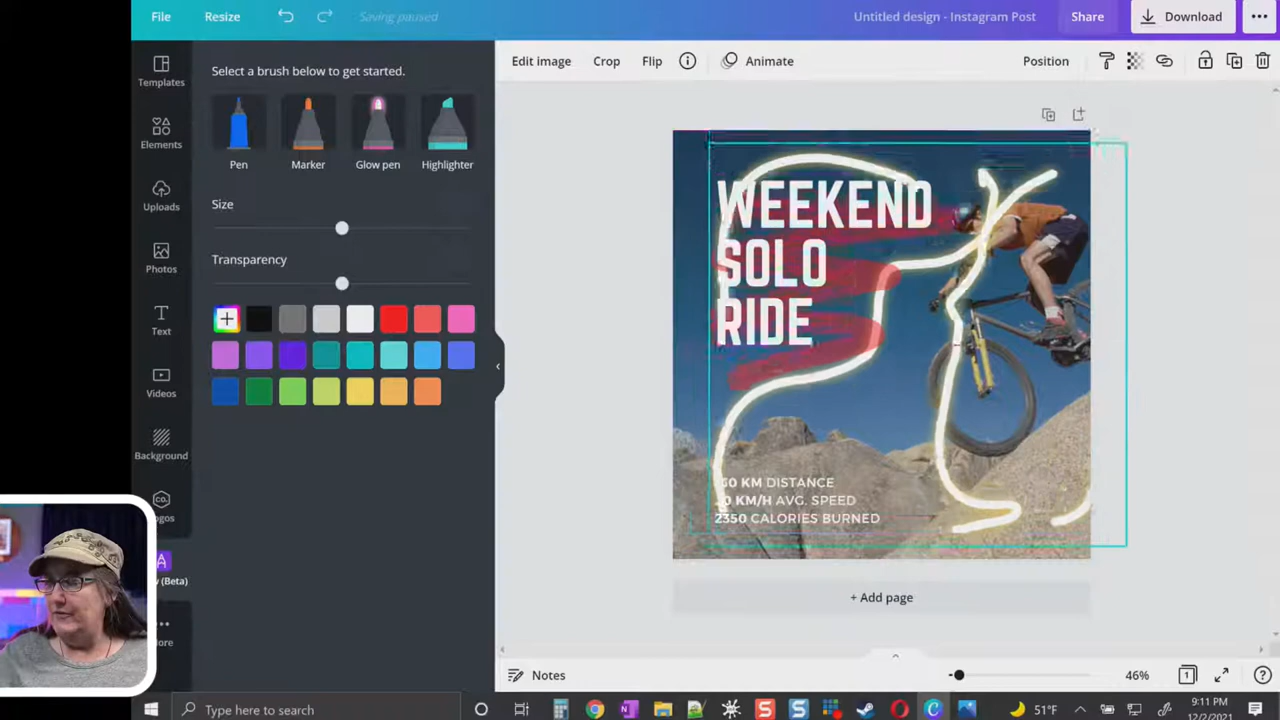 File Resize Saving paused Untitled design - Instagram Post Share Download
Select a brush below to get started.
Edit image Crop Flip Animate Position
Templates
Elements
Uploads
Photos
Text
Videos
Background
Logos
(Beta)
Pen Marker Glow pen Highlighter
Size
Transparency
WEEKEND
SOLO
RIDE
KM DISTANCE
KM/H AVG. SPEED
2350 CALORIES BURNED
+ Add page
Notes 46% 1
Type here to search 51°F 9:11 PM
12/2/2021